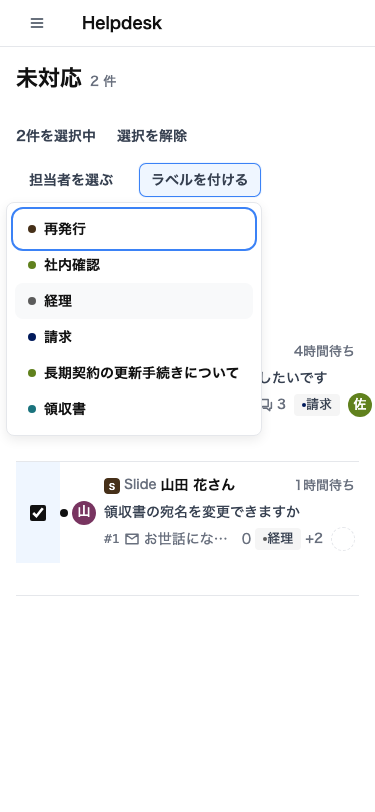 Helpdesk
未対応 2 件
2件を選択中 選択を解除
担当者を選ぶ ラベルを付ける
再発行
社内確認
経理
請求
長期契約の更新手続きについて
領収書
4時間待ち
したいです
3 •請求 佐
S Slide 山田 花さん 1時間待ち
山 領収書の宛名を変更できますか
#1 お世話にな… 0 •経理 +2